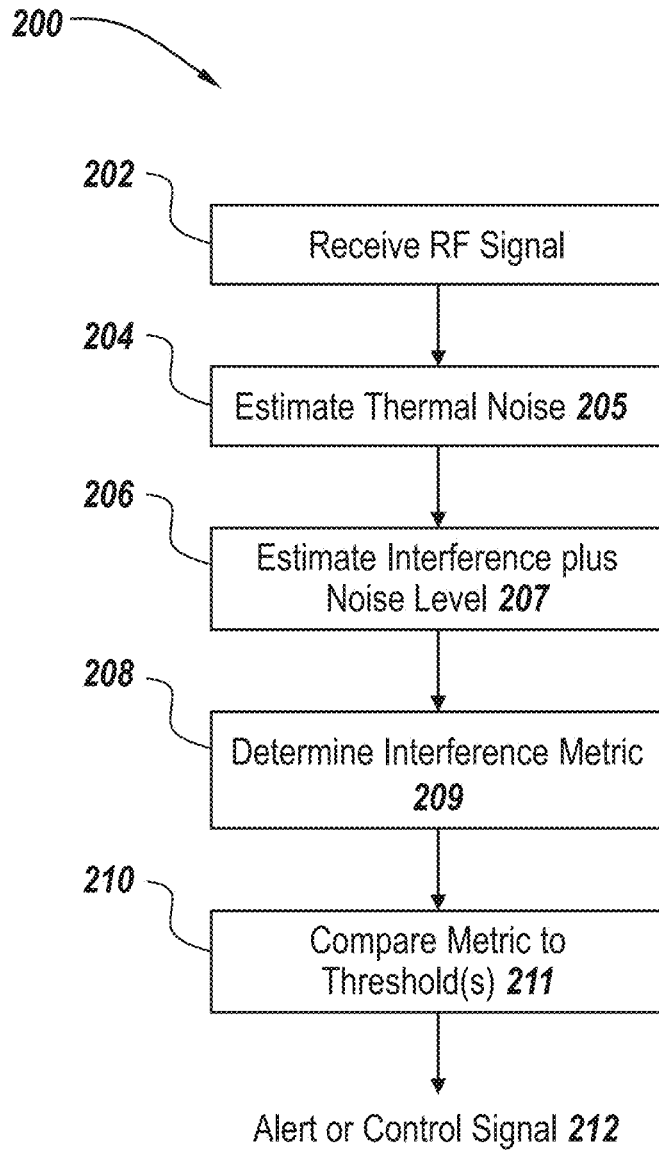 200
202
Receive RF Signal
204
Estimate Thermal Noise 205
206
Estimate Interference plus
Noise Level 207
208
Determine Interference Metric
209
210
Compare Metric to
Threshold(s) 211
Alert or Control Signal 212